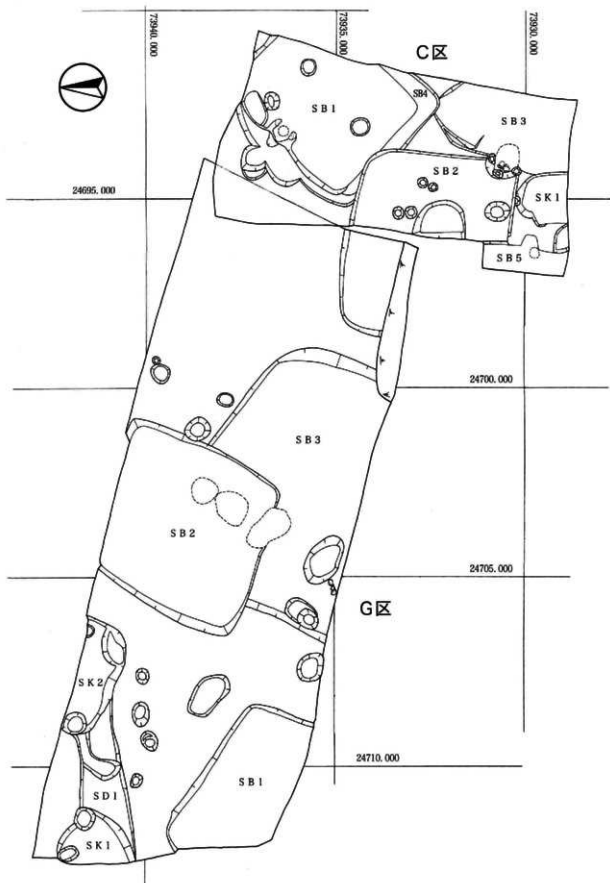 73940.000
73935.000
73930.000
C区
SB1
SB4
SB3
SB2
SK1
SB5
24695.000
24700.000
SB3
SB2
24705.000
G区
SK2
24710.000
SB1
SD1
SK1